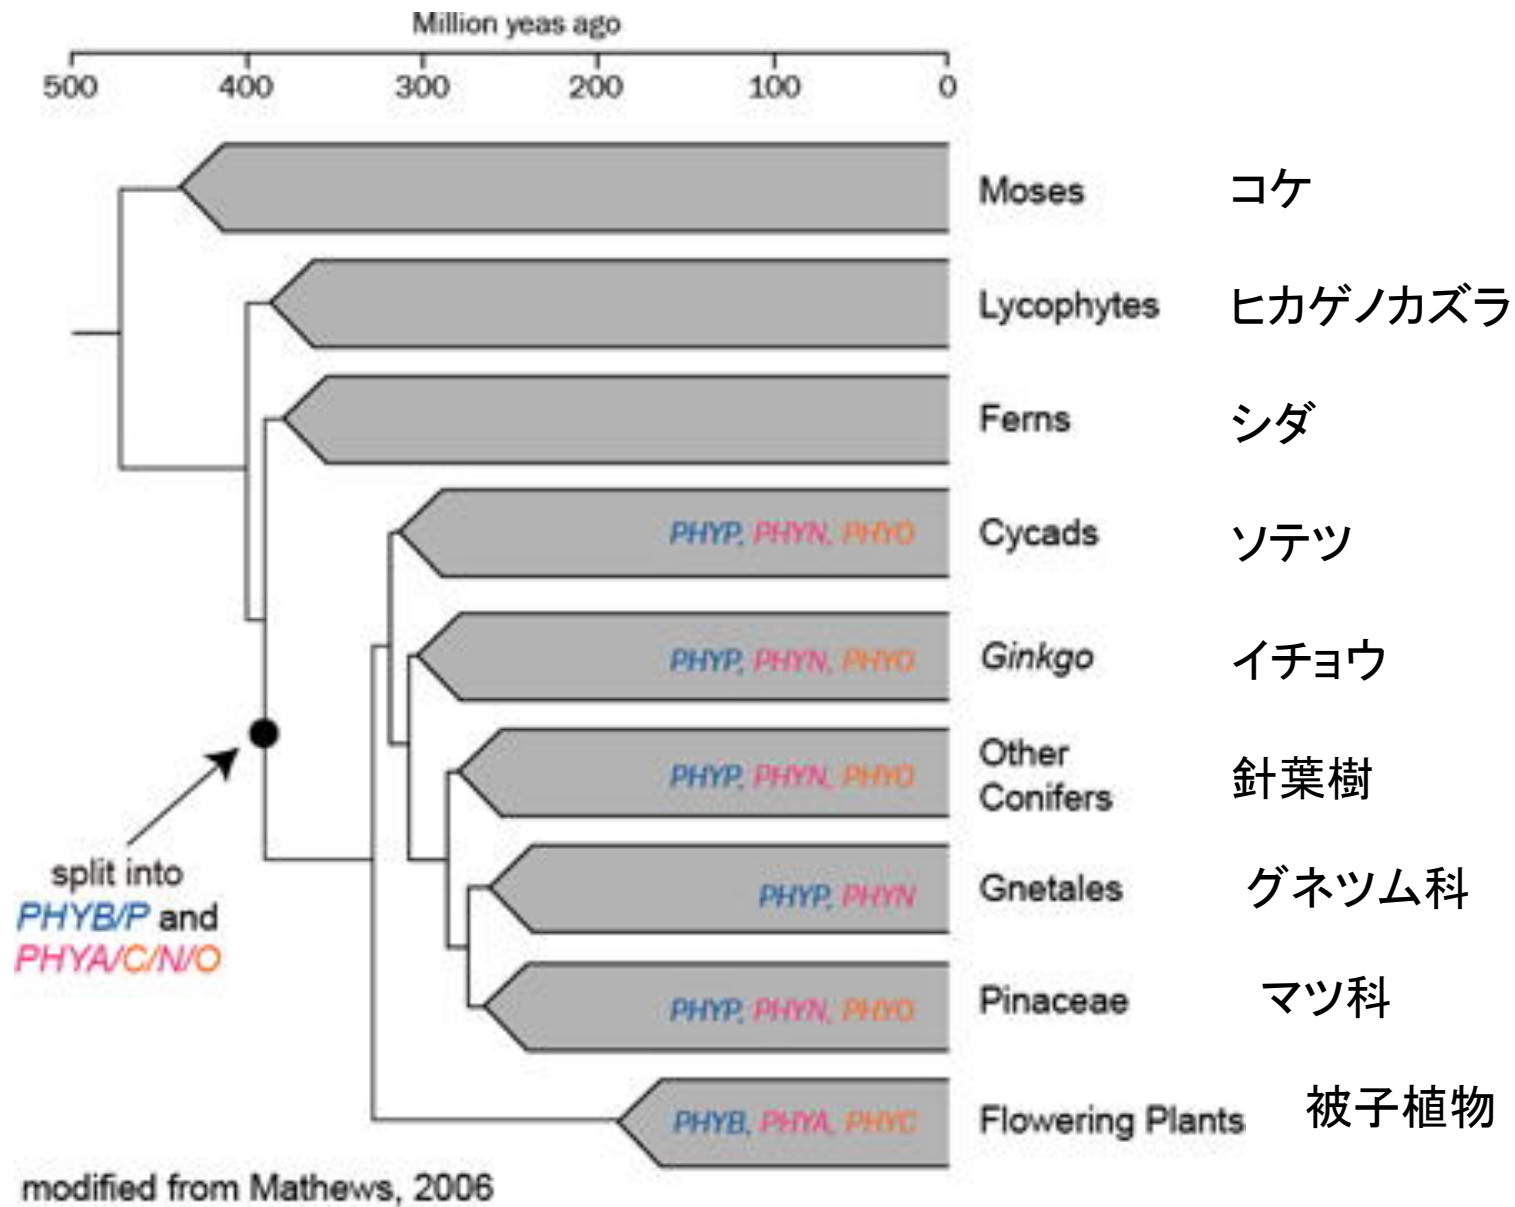 Million yeas ago
500 400 300 200 100 0
Moses コケ
Lycophytes ヒカゲノカズラ
Ferns シダ
PHYP, PHYN, PHYO Cycads ソテツ
PHYP, PHYN, PHYO Ginkgo イチョウ
PHYP, PHYN, PHYO Other
Conifers 針葉樹
split into
PHYB/P and
PHYA/C/N/O
PHYP, PHYN Gnetales グネツム科
PHYP, PHYN, PHYO Pinaceae マツ科
PHYB, PHYA, PHYC Flowering Plants 被子植物
modified from Mathews, 2006